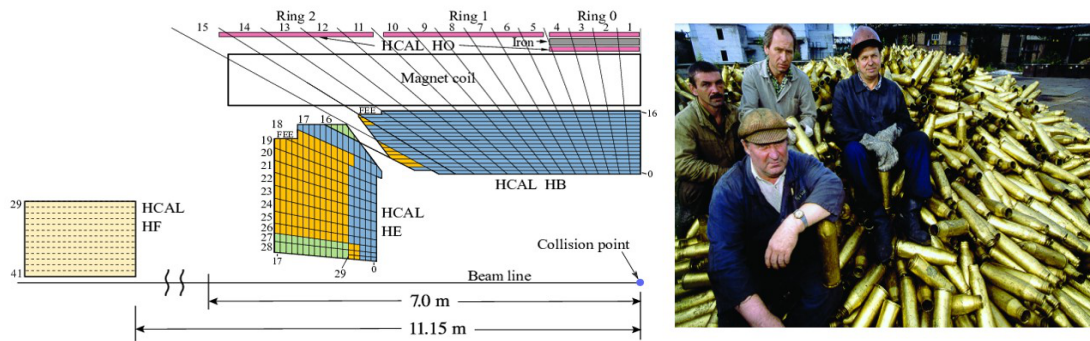 Ring 2 Ring 1 Ring 0
15 14 13 12 11 10 9 8 7 6 5 4 3 2 1
HCAL HO
Iron
Magnet coil
FEE
16
0
HCAL HB
18 17 16
FEE
19
20
21
22
23
24
25
26
27
28
17
29
0
HCAL
HE
29
41
HCAL
HF
Collision point
Beam line
7.0 m
11.15 m